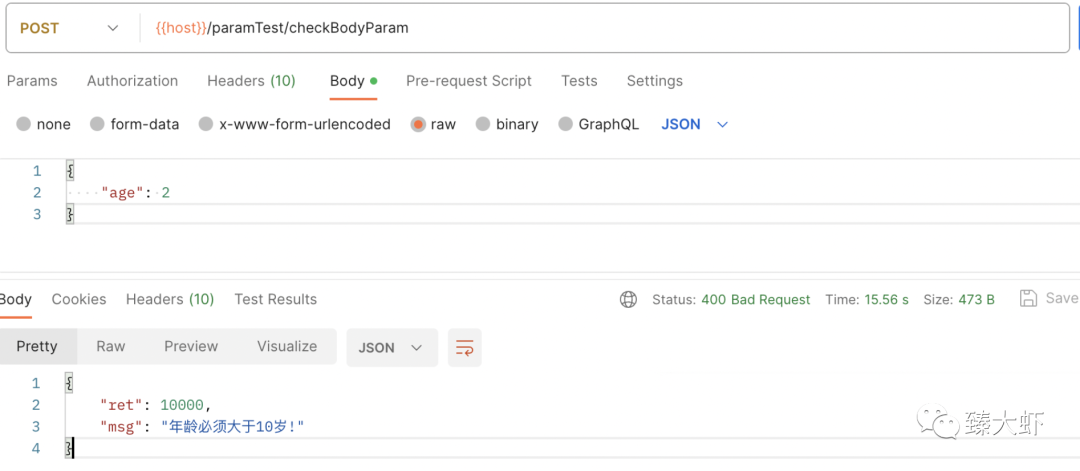 POST {{host}}/paramTest/checkBodyParam
Params Authorization Headers (10) Body Pre-request Script Tests Settings
none form-data x-www-form-urlencoded raw binary GraphQL JSON
1 {
2 "age": 2
3 }
Body Cookies Headers (10) Test Results Status: 400 Bad Request Time: 15.56 s Size: 473 B Save
Pretty Raw Preview Visualize JSON
1 {
2 "ret": 10000,
3 "msg": "年龄必须大于10岁!"
4 }
臻大虾